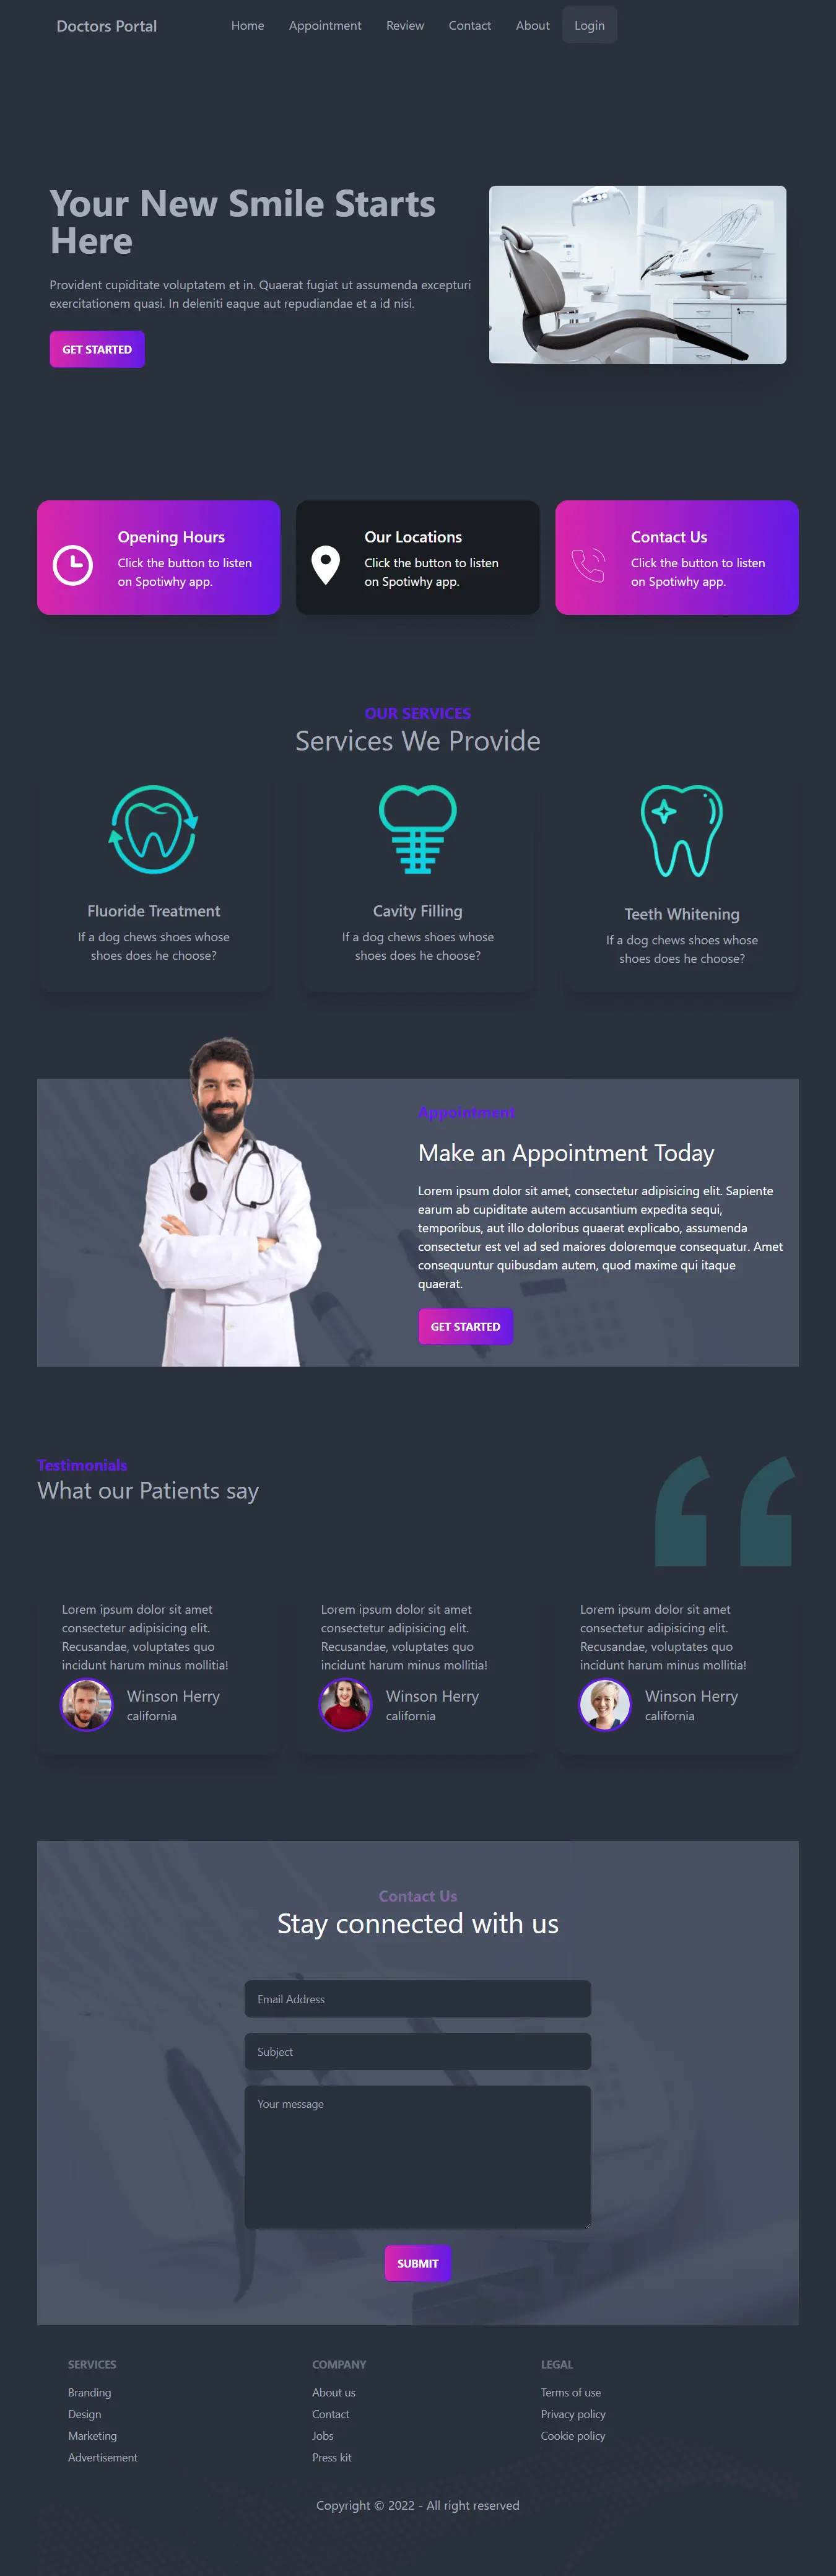 Doctors Portal
Home
Appointment
Review
Contact
About
Login
Your New Smile Starts
Here
Provident cupiditate voluptatem et in. Quaerat fugiat ut assumenda excepturi
exercitationem quasi. In deleniti eaque aut repudiandae et a id nisi.
GET STARTED
Opening Hours
Click the button to listen
on Spotiwhy app.
Our Locations
Click the button to listen
on Spotiwhy app.
Contact Us
Click the button to listen
on Spotiwhy app.
OUR SERVICES
Services We Provide
Fluoride Treatment
If a dog chews shoes whose
shoes does he choose?
Cavity Filling
If a dog chews shoes whose
shoes does he choose?
Teeth Whitening
If a dog chews shoes whose
shoes does he choose?
Appointment
Make an Appointment Today
Lorem ipsum dolor sit amet, consectetur adipisicing elit. Sapiente
earum ab cupiditate autem accusantium expedita sequi,
temporibus, aut illo doloribus quaerat explicabo, assumenda
consectetur est vel ad sed maiores doloremque consequatur. Amet
consequuntur quibusdam autem, quod maxime qui itaque
quaerat.
GET STARTED
Testimonials
What our Patients say
Lorem ipsum dolor sit amet
consectetur adipisicing elit.
Recusandae, voluptates quo
incidunt harum minus mollitia!
Winson Herry
california
Lorem ipsum dolor sit amet
consectetur adipisicing elit.
Recusandae, voluptates quo
incidunt harum minus mollitia!
Winson Herry
california
Lorem ipsum dolor sit amet
consectetur adipisicing elit.
Recusandae, voluptates quo
incidunt harum minus mollitia!
Winson Herry
california
Contact Us
Stay connected with us
Email Address
Subject
Your message
SUBMIT
SERVICES
Branding
Design
Marketing
Advertisement
COMPANY
About us
Contact
Jobs
Press kit
LEGAL
Terms of use
Privacy policy
Cookie policy
Copyright © 2022 - All right reserved